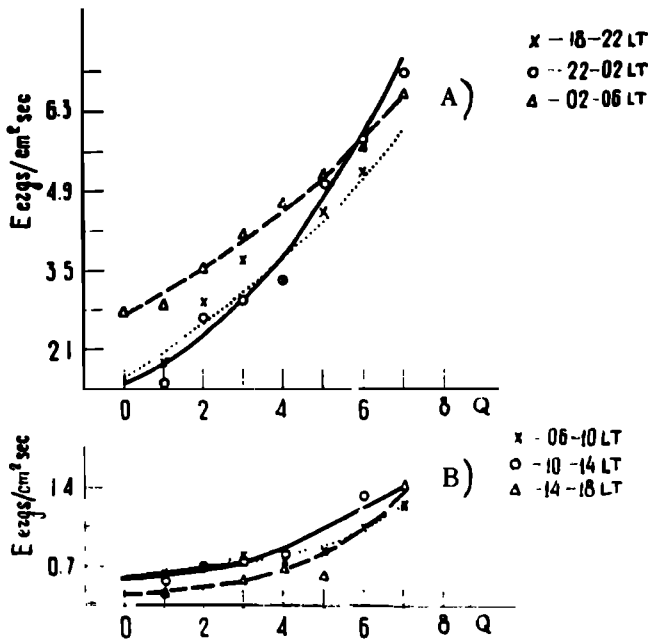 x - 18-22 LT
o ··· 22-02 LT
Δ - 02-06 LT
A)
E ezgs/cm² sec
6.3
4.9
3.5
2 1
0 2 4 6 8 Q
x - 06-10 LT
o - 10-14 LT
Δ - 14-18 LT
B)
E ezgs/cm² sec
1 4
0.7
0 2 4 6 8 Q